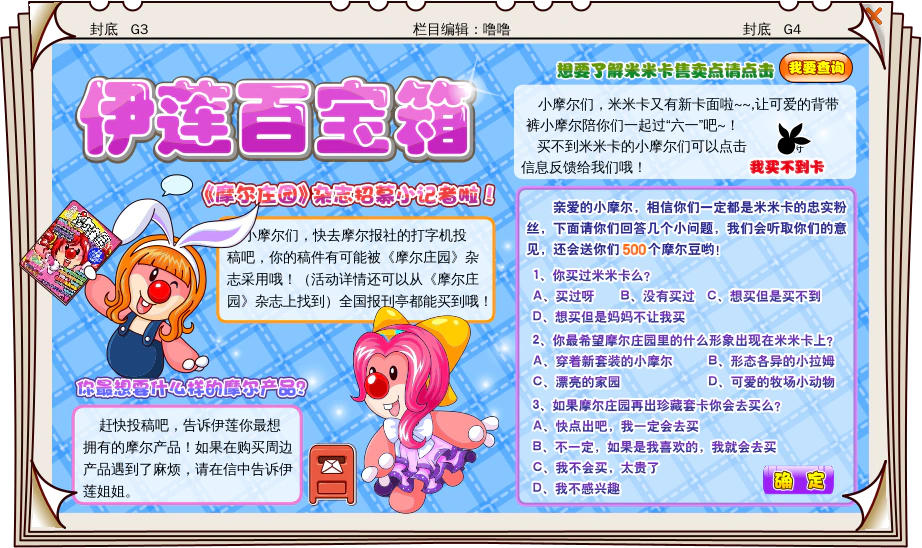 封底 G3
栏目编辑：噜噜
封底 G4
伊莲百宝箱
想要了解米米卡售卖点请点击
我要查询
小摩尔们，米米卡又有新卡面啦~~,让可爱的背带
裤小摩尔陪你们一起过“六一”吧~！
买不到米米卡的小摩尔们可以点击
信息反馈给我们哦！
我买不到卡
《摩尔庄园》杂志招募小记者啦！
小摩尔们，快去摩尔报社的打字机投
稿吧，你的稿件有可能被《摩尔庄园》杂
志采用哦！（活动详情还可以从《摩尔庄
园》杂志上找到）全国报刊亭都能买到哦！
你最想要什么样的摩尔产品?
赶快投稿吧，告诉伊莲你最想
拥有的摩尔产品！如果在购买周边
产品遇到了麻烦，请在信中告诉伊
莲姐姐。
亲爱的小摩尔，相信你们一定都是米米卡的忠实粉
丝，下面请你们回答几个小问题，我们会听取你们的意
见，还会送你们500个摩尔豆哟!
1、你买过米米卡么?
A、买过呀 B、没有买过 C、想买但是买不到
D、想买但是妈妈不让我买
2、你最希望摩尔庄园里的什么形象出现在米米卡上?
A、穿着新套装的小摩尔 B、形态各异的小拉姆
C、漂亮的家园 D、可爱的牧场小动物
3、如果摩尔庄园再出珍藏套卡你会去买么?
A、快点出吧，我一定会去买
B、不一定，如果是我喜欢的，我就会去买
C、我不会买，太贵了
D、我不感兴趣
确 定